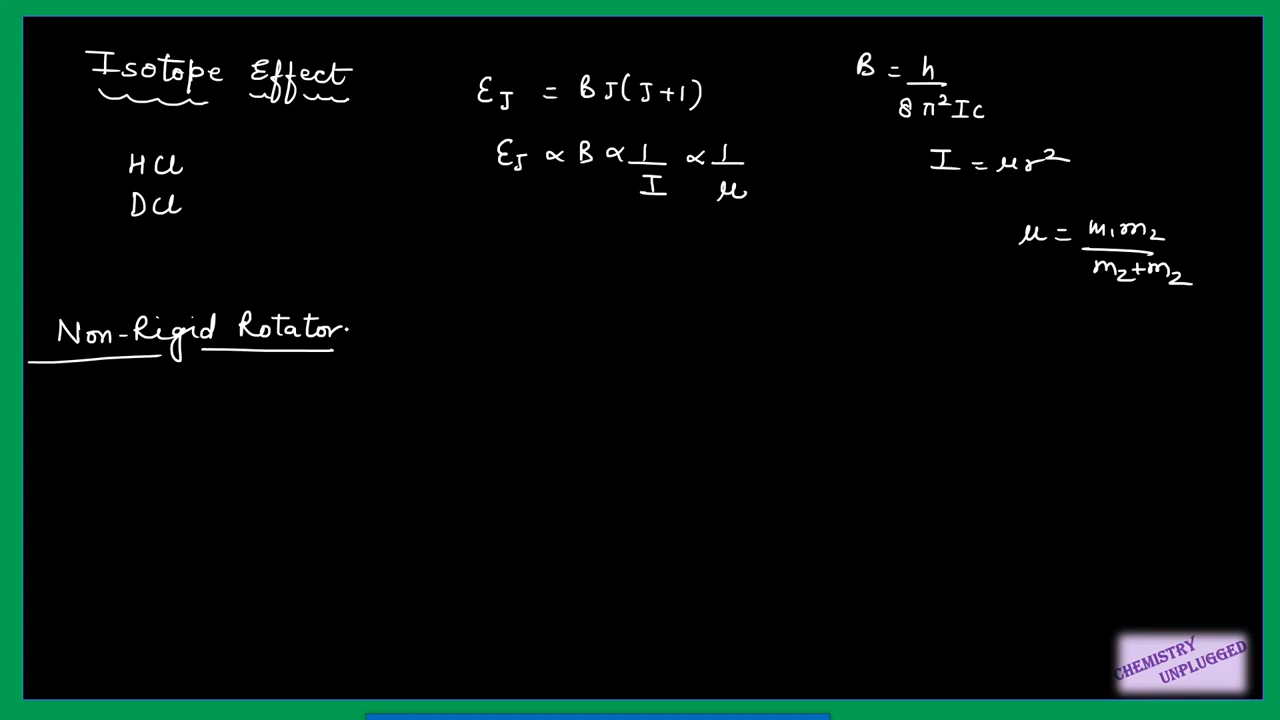 Isotope Effect
HCl
DCl
εJ = BJ(J+1)
εJ ∝ B ∝ 1/I ∝ 1/μ
B = h/8π²Ic
I = μr²
μ = m₁m₂/m₂+m₂
Non-Rigid Rotator.
CHEMISTRY
UNPLUGGED